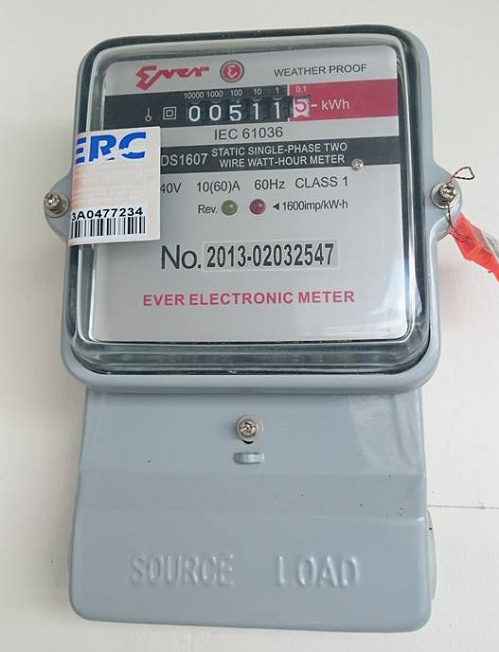 Ever
WEATHER PROOF
10000 1000 100 10 1 0.1
005115 kWh
IEC 61036
ERC
DS1607 STATIC SINGLE-PHASE TWO
WIRE WATT-HOUR METER
40V 10(60)A 60Hz CLASS 1
3A0477234
Rev. 1600imp/kW·h
No. 2013-02032547
EVER ELECTRONIC METER
SOURCE LOAD